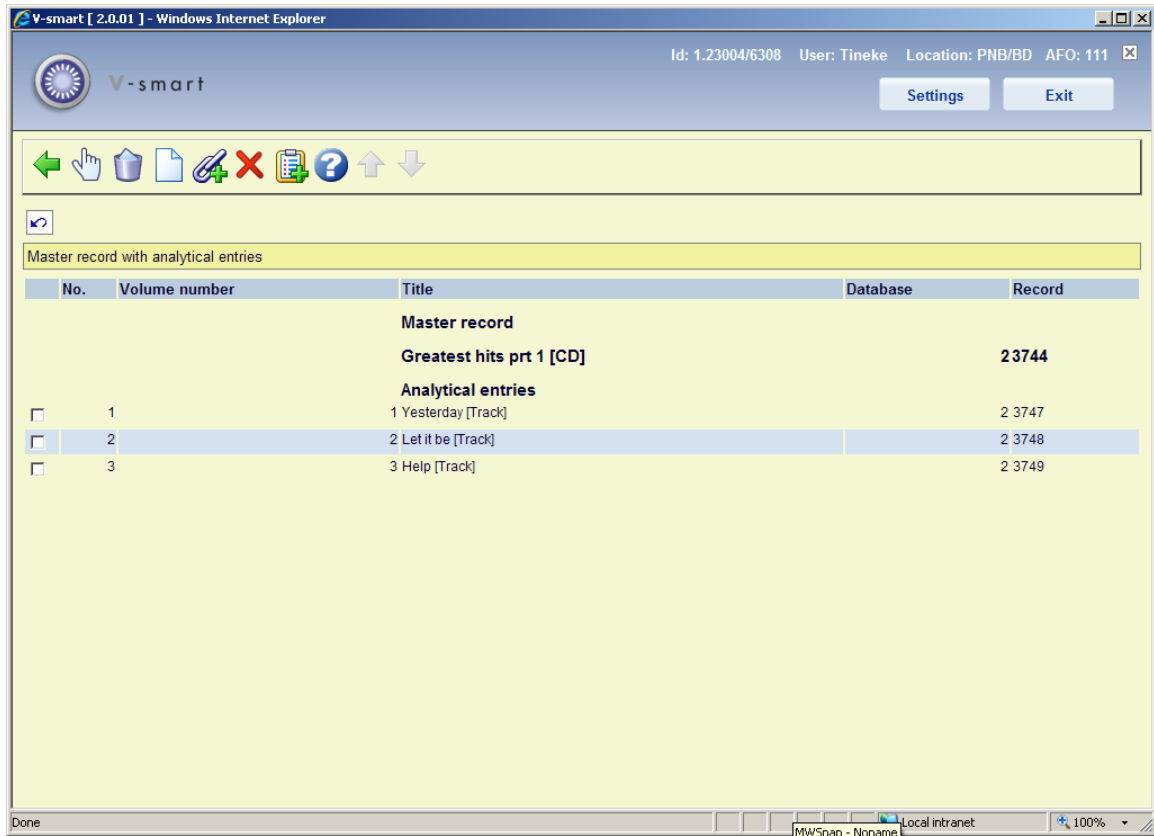 V-smart [ 2.0.01 ] - Windows Internet Explorer
Id: 1.23004/6308 User: Tineke Location: PNB/BD AFO: 111
V-smart
Settings Exit
Master record with analytical entries
No. Volume number Title Database Record
Master record
Greatest hits prt 1 [CD] 2 3744
Analytical entries
1 1 Yesterday [Track] 2 3747
2 2 Let it be [Track] 2 3748
3 3 Help [Track] 2 3749
Done Local intranet 100%
MWSnap - Noname